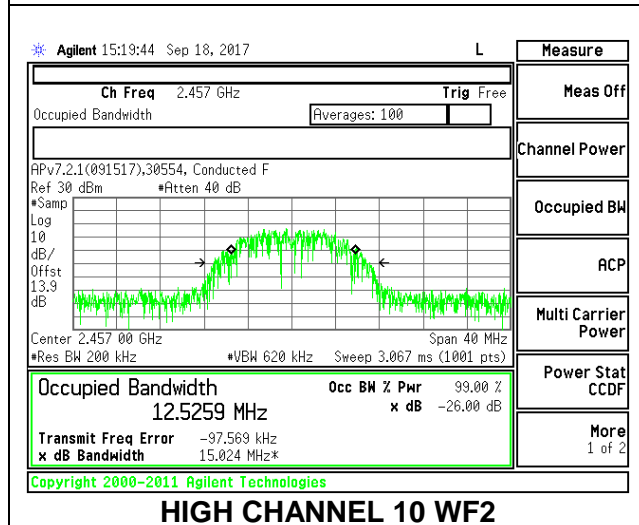 Agilent 15:19:44 Sep 18, 2017 L
Measure
Ch Freq 2.457 GHz Trig Free
Meas Off
Occupied Bandwidth Averages: 100
Channel Power
APv7.2.1(091517),30554, Conducted F
Ref 30 dBm #Atten 40 dB
#Samp
Log
10
dB/
Offst
13.9
dB
Occupied BW
ACP
Multi Carrier
Power
Center 2.457 00 GHz Span 40 MHz
#Res BW 200 kHz #VBW 620 kHz Sweep 3.067 ms (1001 pts)
Power Stat
CCDF
Occupied Bandwidth Occ BW % Pwr 99.00 %
12.5259 MHz x dB -26.00 dB
Transmit Freq Error -97.569 kHz
x dB Bandwidth 15.024 MHz*
More
1 of 2
Copyright 2000-2011 Agilent Technologies
HIGH CHANNEL 10 WF2